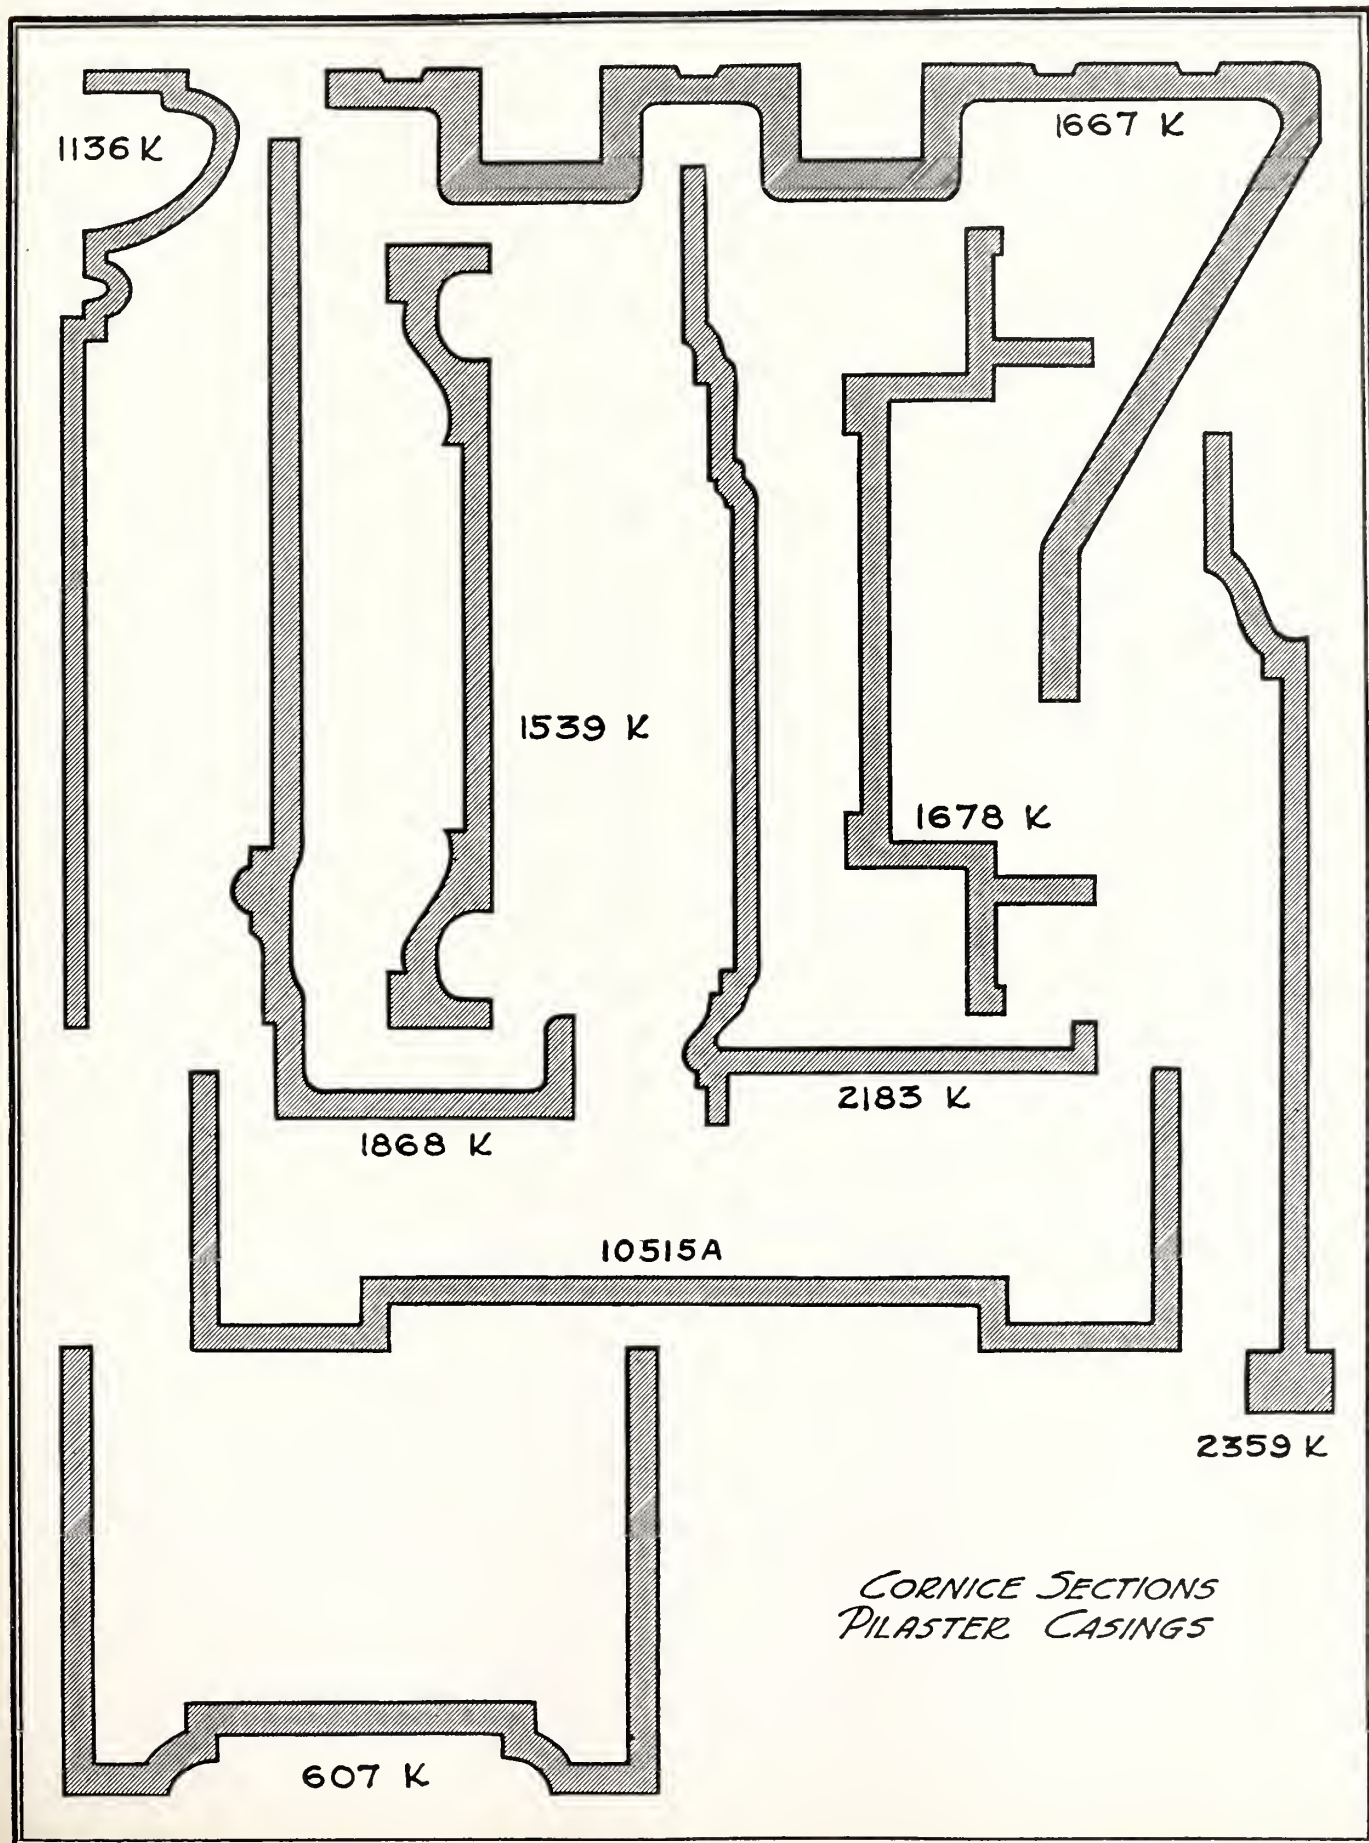 1136 K
1667 K
1539 K
1678 K
2183 K
1868 K
10515A
2359 K
CORNICE SECTIONS
PILASTER CASINGS
607 K